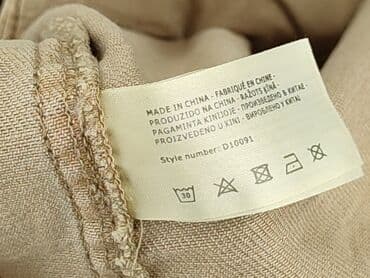 MADE IN CHINA - FABRIQUÉ EN CHINE -
PRODUZIDO NA CHINA - RAŽOTS ĶĪNĀ -
PAGAMINTA KINIJOJE - ПРОИЗВЕДЕНО В КИТАЕ -
PROIZVEDENO U KINI - ВИРОБЛЕНО У КИТАЇ
Style number: D10091
30